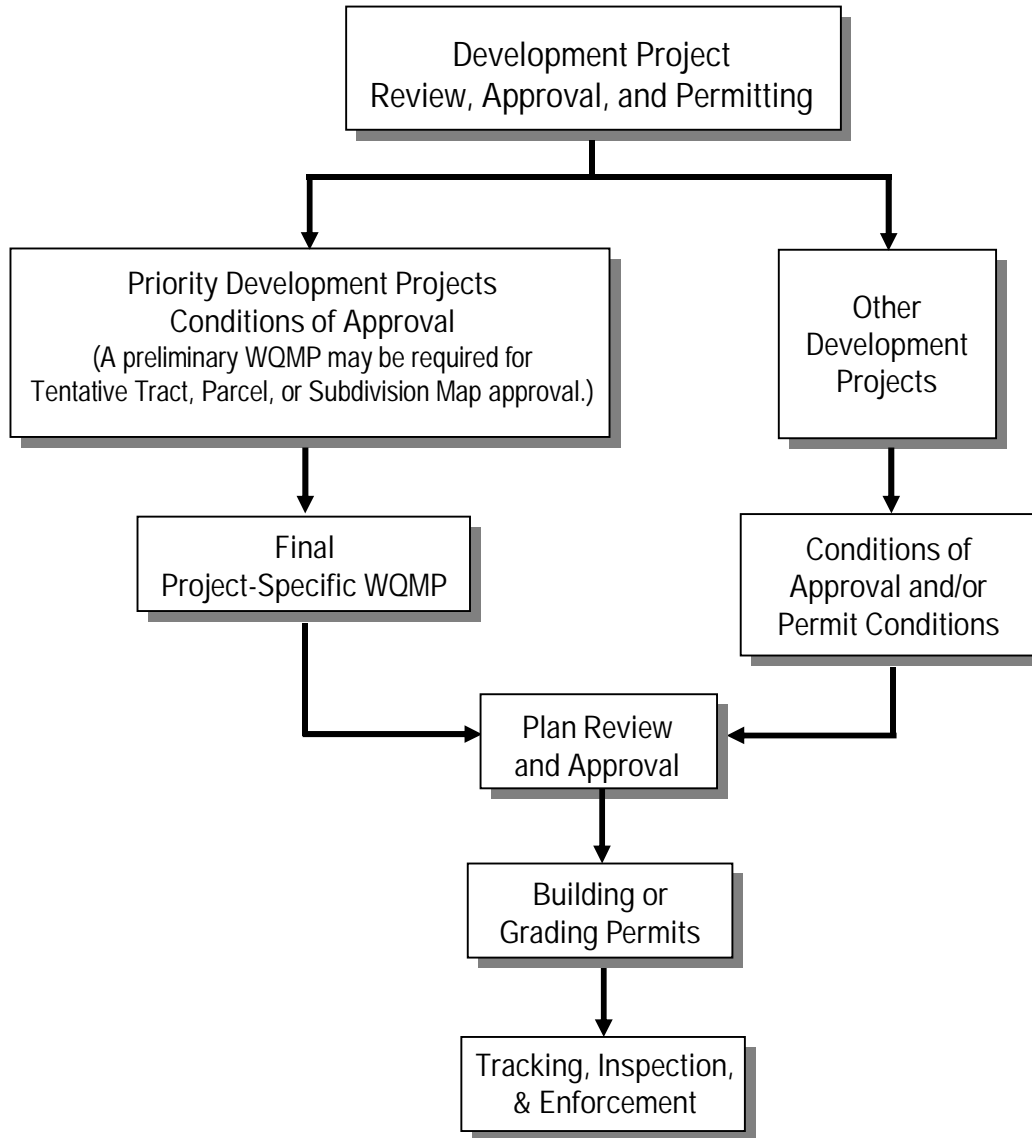 Development Project
Review, Approval, and Permitting
Priority Development Projects
Conditions of Approval
(A preliminary WQMP may be required for
Tentative Tract, Parcel, or Subdivision Map approval.)
Other
Development
Projects
Final
Project-Specific WQMP
Conditions of
Approval and/or
Permit Conditions
Plan Review
and Approval
Building or
Grading Permits
Tracking, Inspection,
& Enforcement